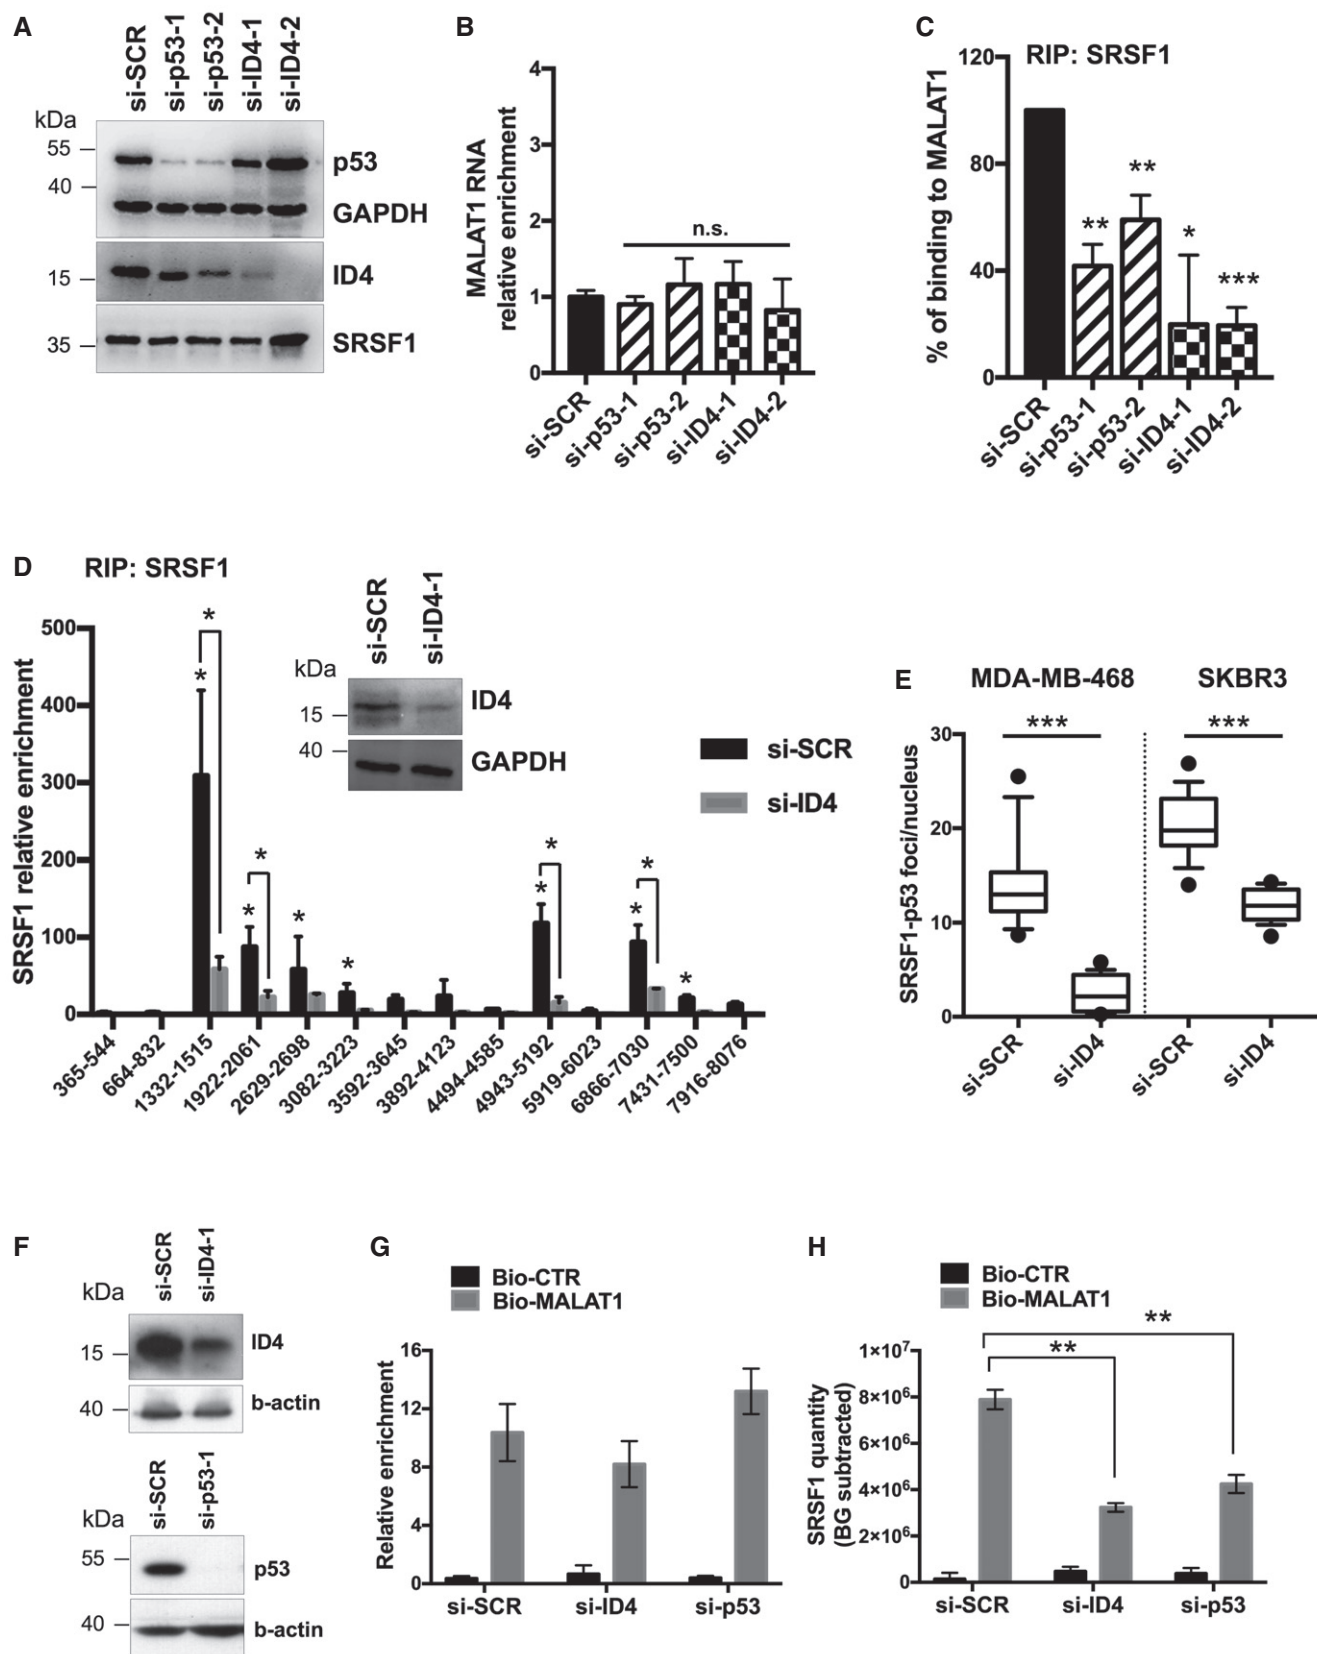 A
si-SCR
si-p53-1
si-p53-2
si-ID4-1
si-ID4-2
kDa
55
p53
40
GAPDH
15
ID4
35
SRSF1
B
MALAT1 RNA
relative enrichment
4
3
2
1
0
n.s.
si-SCR
si-p53-1
si-p53-2
si-ID4-1
si-ID4-2
C
RIP: SRSF1
% of binding to MALAT1
120
80
40
0
**
**
*
***
si-SCR
si-p53-1
si-p53-2
si-ID4-1
si-ID4-2
D
RIP: SRSF1
SRSF1 relative enrichment
500
400
300
200
100
0
*
*
*
*
*
*
*
*
*
*
*
si-SCR
si-ID4-1
kDa
15
ID4
40
GAPDH
si-SCR
si-ID4
365-544
664-832
1332-1515
1922-2061
2629-2698
3082-3223
3592-3645
3892-4123
4494-4585
4943-5192
5919-6023
6866-7030
7431-7500
7916-8076
E
MDA-MB-468
SKBR3
***
***
SRSF1-p53 foci/nucleus
30
20
10
0
si-SCR
si-ID4
si-SCR
si-ID4
F
si-SCR
si-ID4-1
kDa
15
ID4
40
b-actin
si-SCR
si-p53-1
kDa
55
p53
40
b-actin
G
Bio-CTR
Bio-MALAT1
Relative enrichment
16
12
8
4
0
si-SCR
si-ID4
si-p53
H
Bio-CTR
Bio-MALAT1
**
**
SRSF1 quantity
(BG subtracted)
1×10⁷
8×10⁶
6×10⁶
4×10⁶
2×10⁶
0
si-SCR
si-ID4
si-p53